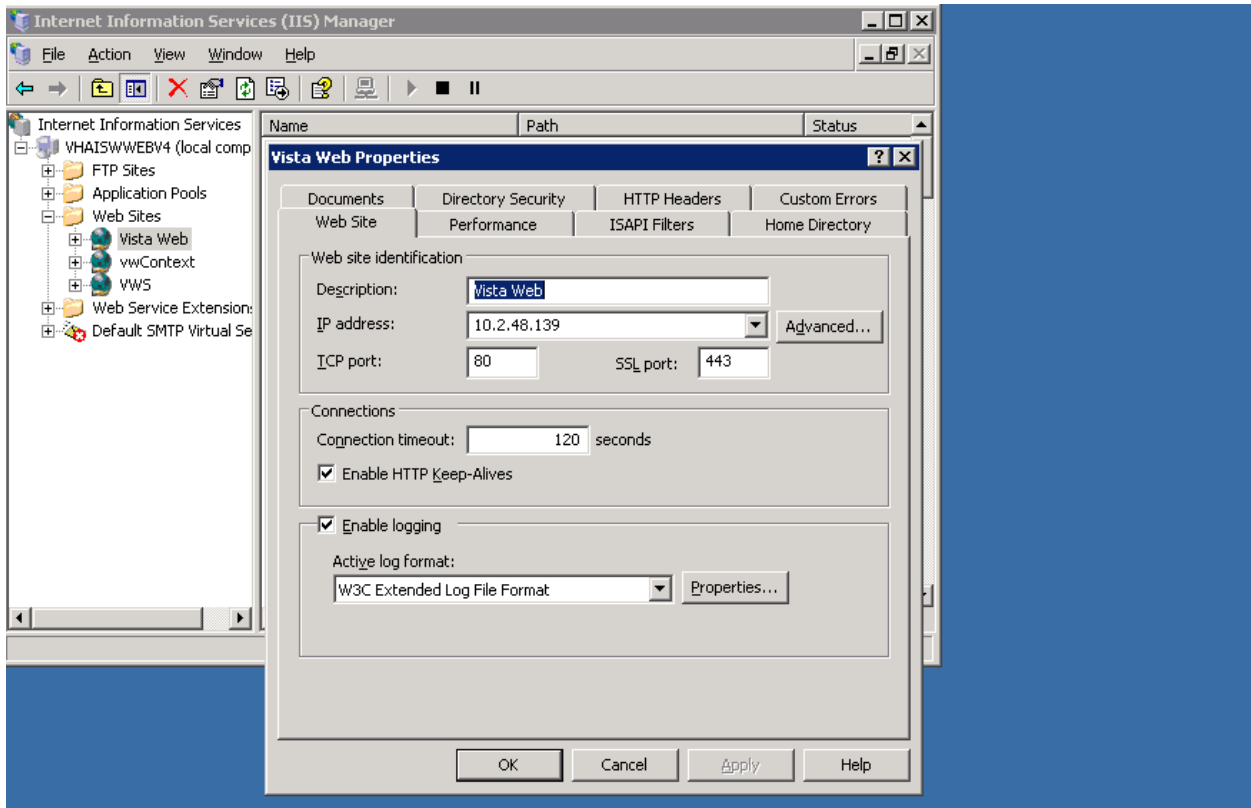 Internet Information Services (IIS) Manager
File Action View Window Help
Internet Information Services
VHAISWWEBV4 (local comp
FTP Sites
Application Pools
Web Sites
Vista Web
vwContext
VWS
Web Service Extension
Default SMTP Virtual Se
Name Path Status
Vista Web Properties
Documents Directory Security HTTP Headers Custom Errors
Web Site Performance ISAPI Filters Home Directory
Web site identification
Description: Vista Web
IP address: 10.2.48.139 Advanced...
TCP port: 80 SSL port: 443
Connections
Connection timeout: 120 seconds
Enable HTTP Keep-Alives
Enable logging
Active log format:
W3C Extended Log File Format Properties...
OK Cancel Apply Help